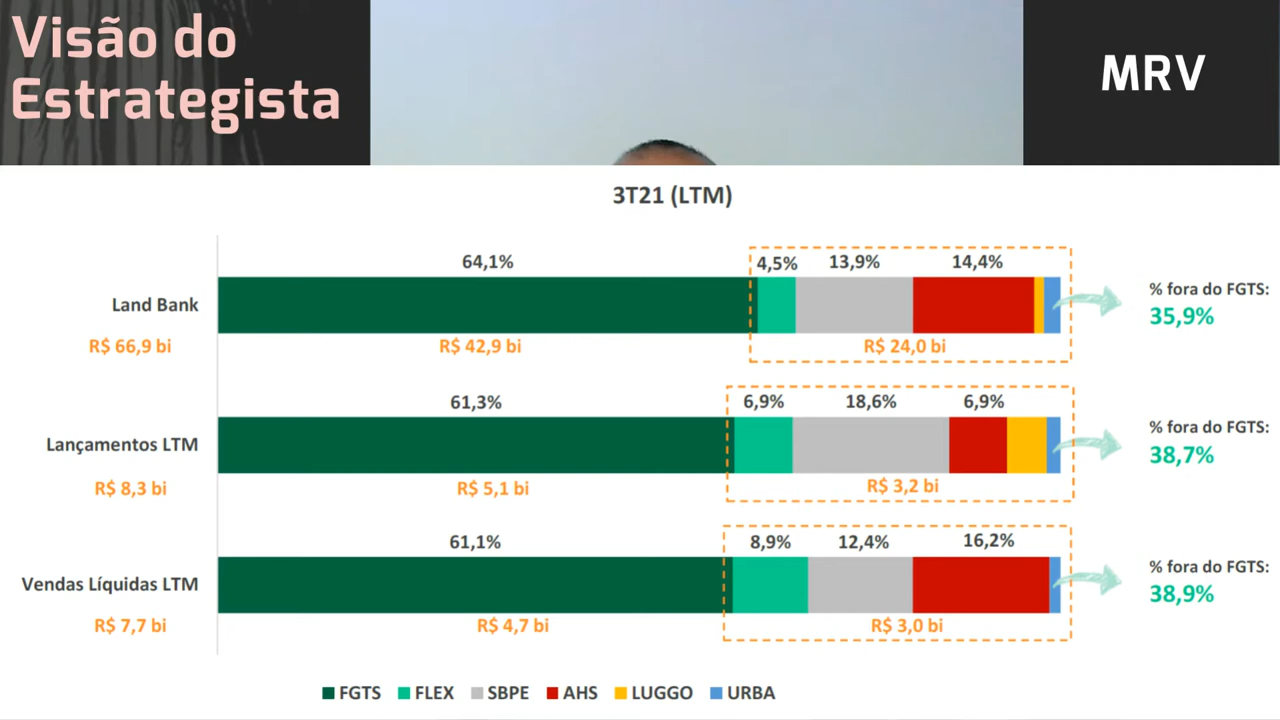 Visão do
Estrategista
MRV
3T21 (LTM)
64,1%
4,5%
13,9%
14,4%
Land Bank
R$ 66,9 bi
R$ 42,9 bi
R$ 24,0 bi
% fora do FGTS:
35,9%
61,3%
6,9%
18,6%
6,9%
Lançamentos LTM
R$ 8,3 bi
R$ 5,1 bi
R$ 3,2 bi
% fora do FGTS:
38,7%
61,1%
8,9%
12,4%
16,2%
Vendas Líquidas LTM
R$ 7,7 bi
R$ 4,7 bi
R$ 3,0 bi
% fora do FGTS:
38,9%
FGTS FLEX SBPE AHS LUGGO URBA